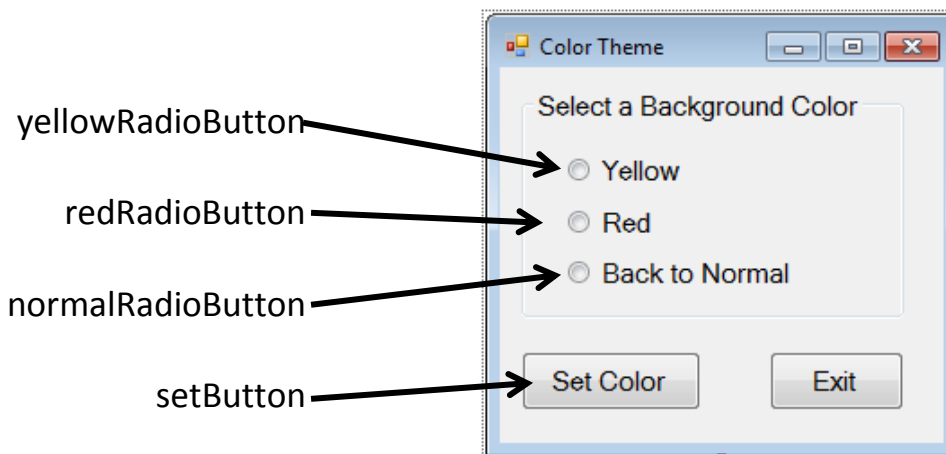 Color Theme
Select a Background Color
yellowRadioButton
Yellow
redRadioButton
Red
normalRadioButton
Back to Normal
setButton
Set Color
Exit